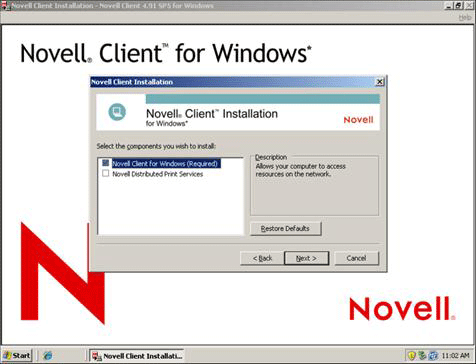 Novell Client Installation - Novell Client 4.91 SP5 for Windows
Help
Novell® Client™ for Windows*
Novell Client Installation
Novell® Client™ Installation
for Windows*
Novell
Select the components you wish to install:
Novell Client for Windows (Required)
Novell Distributed Print Services
Description
Allows your computer to access
resources on the network.
Restore Defaults
< Back
Next >
Cancel
N
Novell®
Start
Novell Client Installati...
11:02 AM